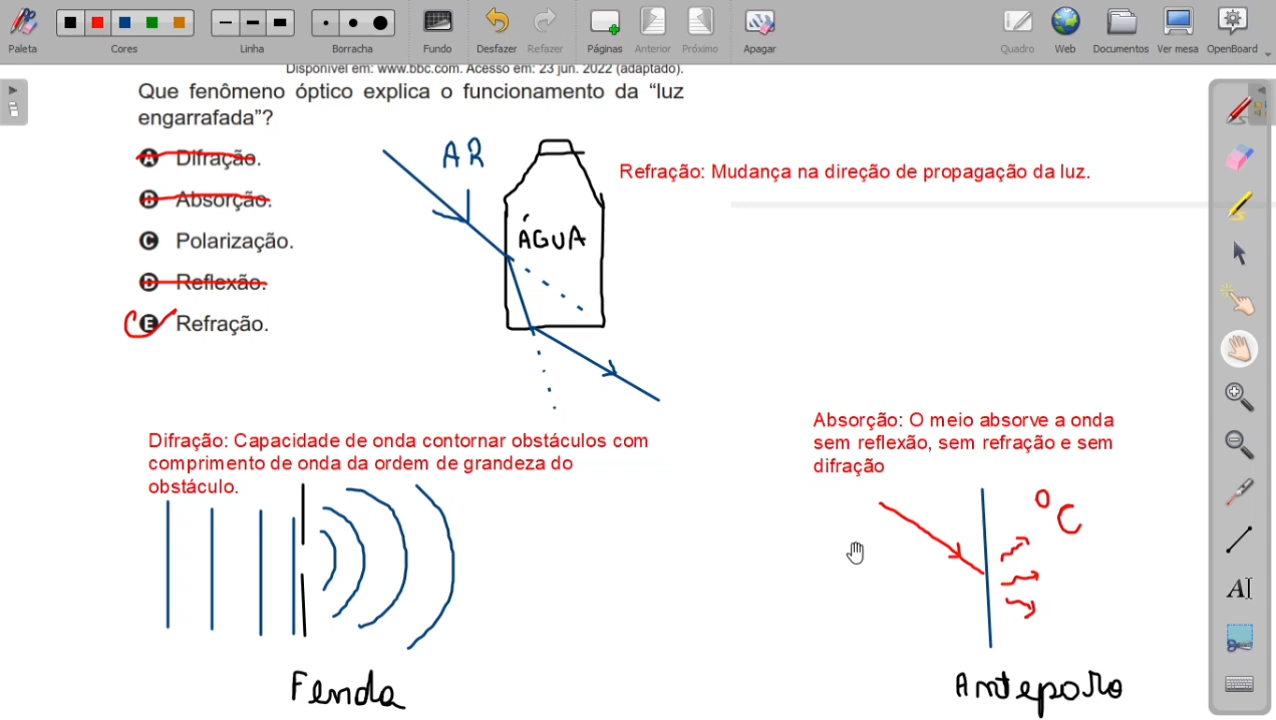 Paleta
Cores
Linha
Borracha
Fundo
Desfazer
Refazer
Páginas
Anterior
Próximo
Apagar
Quadro
Web
Documentos
Ver mesa
OpenBoard
Disponível em: www.bbc.com. Acesso em: 23 jun. 2022 (adaptado).
Que fenômeno óptico explica o funcionamento da “luz
engarrafada”?
A Difração.
B Absorção.
C Polarização.
D Reflexão.
E Refração.
AR
ÁGUA
Refração: Mudança na direção de propagação da luz.
Difração: Capacidade de onda contornar obstáculos com
comprimento de onda da ordem de grandeza do
obstáculo.
Fenda
Absorção: O meio absorve a onda
sem reflexão, sem refração e sem
difração
°C
Anteparo
AI